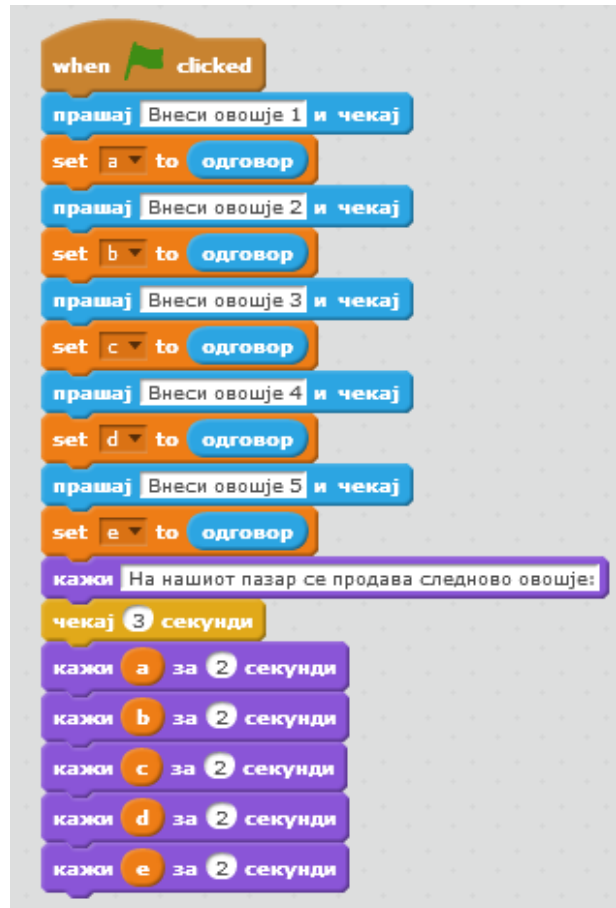 when clicked
прашај Внеси овошје 1 и чекај
set a to одговор
прашај Внеси овошје 2 и чекај
set b to одговор
прашај Внеси овошје 3 и чекај
set c to одговор
прашај Внеси овошје 4 и чекај
set d to одговор
прашај Внеси овошје 5 и чекај
set e to одговор
кажи На нашиот пазар се продава следново овошје:
чекај 3 секунди
кажи a за 2 секунди
кажи b за 2 секунди
кажи c за 2 секунди
кажи d за 2 секунди
кажи e за 2 секунди